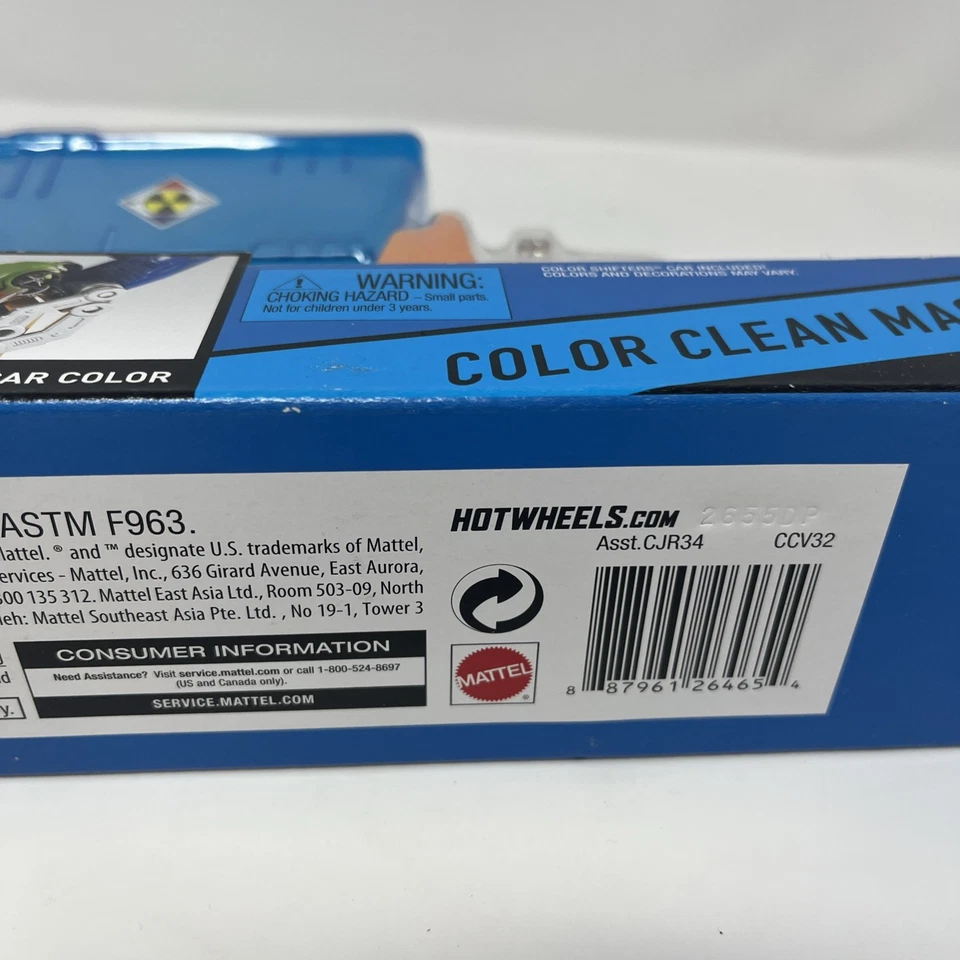 WARNING:
CHOKING HAZARD – Small parts.
Not for children under 3 years.
COLOR SHIFTERS™ CAR INCLUDED!
COLORS AND DECORATIONS MAY VARY.
COLOR CLEAN MA
CAR COLOR
ASTM F963.
Mattel. ® and ™ designate U.S. trademarks of Mattel,
ervices - Mattel, Inc., 636 Girard Avenue, East Aurora,
00 135 312. Mattel East Asia Ltd., Room 503-09, North
leh: Mattel Southeast Asia Pte. Ltd. , No 19-1, Tower 3
CONSUMER INFORMATION
Need Assistance? Visit service.mattel.com or call 1-800-524-8697
(US and Canada only).
SERVICE.MATTEL.COM
y.
HOTWHEELS.COM 2655DP
Asst.CJR34 CCV32
MATTEL
®
8 87961 26465 4